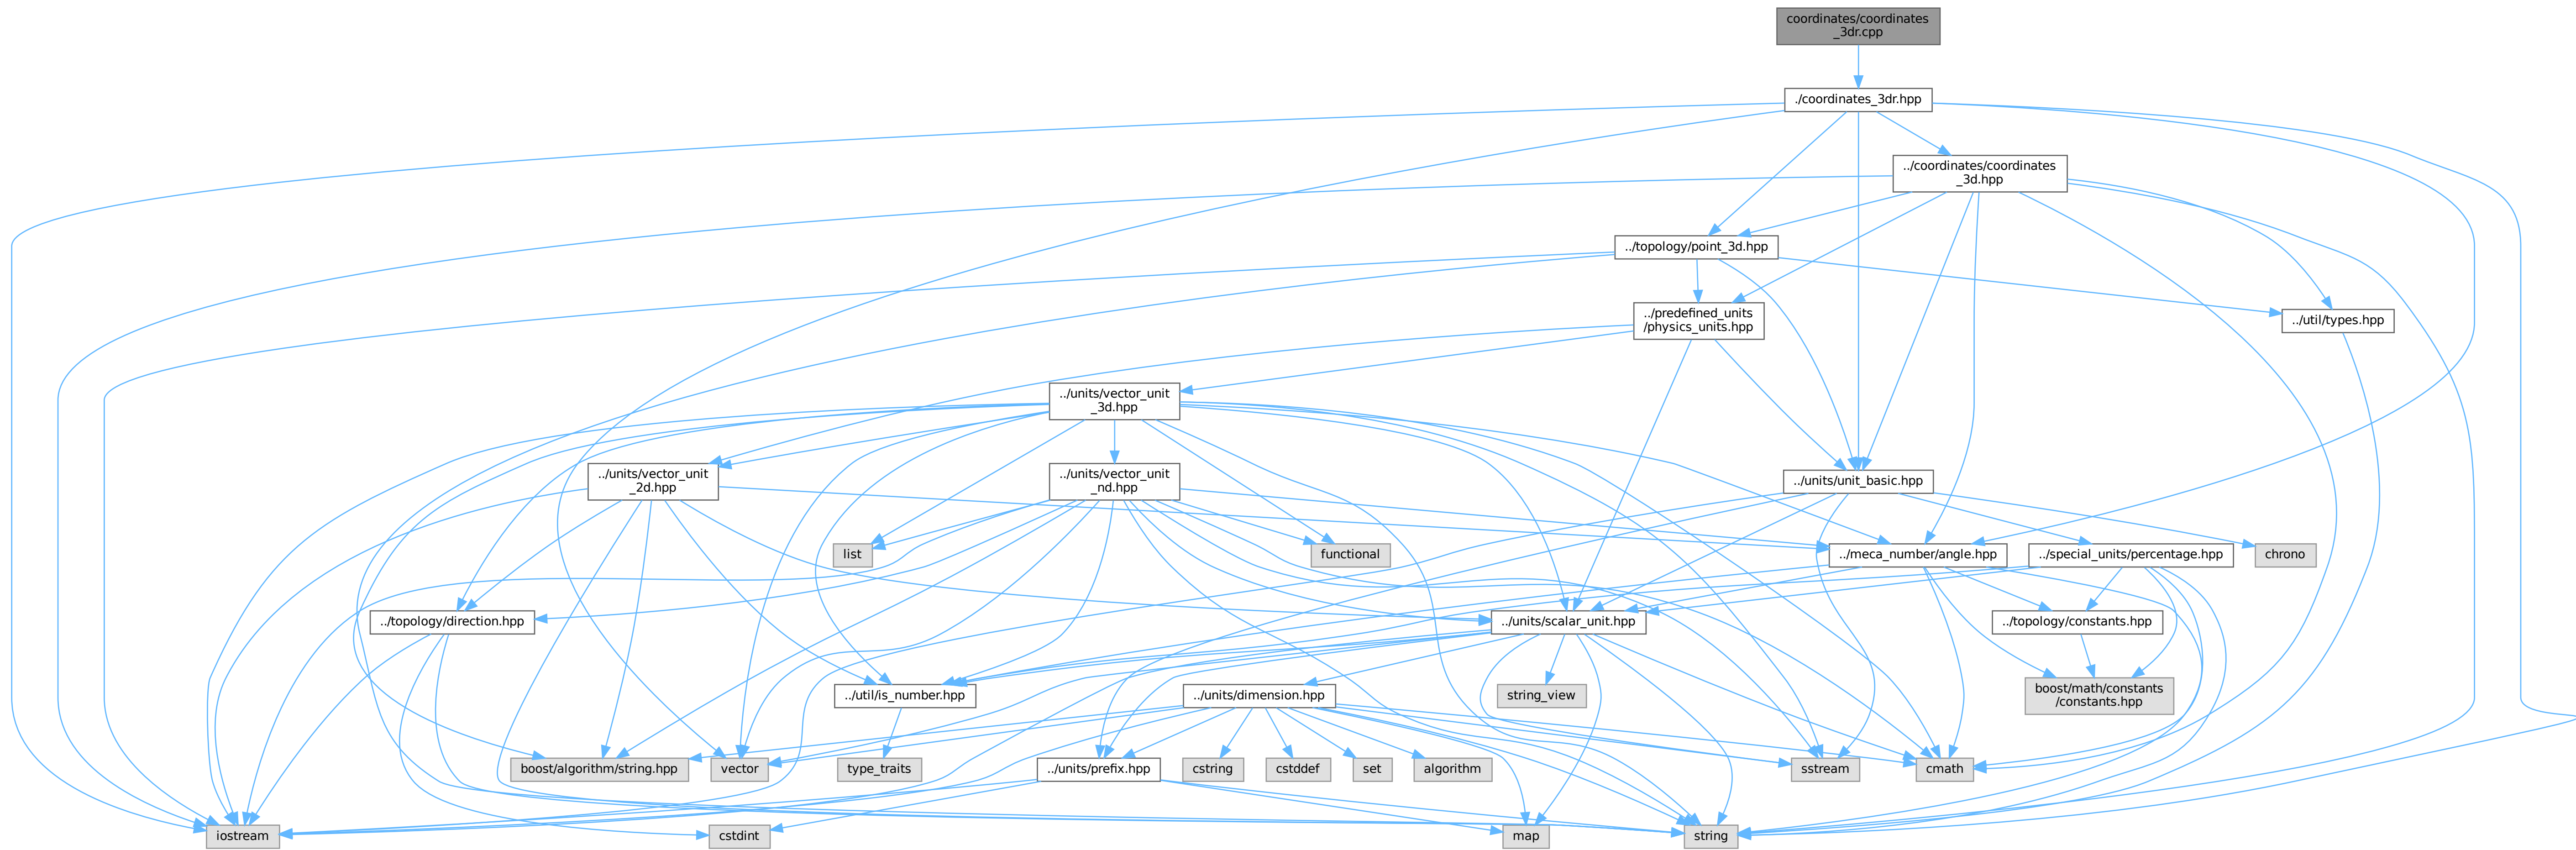 coordinates/coordinates
_3dr.cpp
./coordinates_3dr.hpp
../coordinates/coordinates
_3d.hpp
../topology/point_3d.hpp
../predefined_units
/physics_units.hpp
../util/types.hpp
../units/vector_unit
_3d.hpp
../units/vector_unit
_2d.hpp
../units/vector_unit
_nd.hpp
../units/unit_basic.hpp
list
functional
../meca_number/angle.hpp
../special_units/percentage.hpp
chrono
../topology/direction.hpp
../units/scalar_unit.hpp
../topology/constants.hpp
../util/is_number.hpp
../units/dimension.hpp
string_view
boost/math/constants
/constants.hpp
boost/algorithm/string.hpp
vector
type_traits
../units/prefix.hpp
cstring
cstddef
set
algorithm
sstream
cmath
iostream
cstdint
map
string